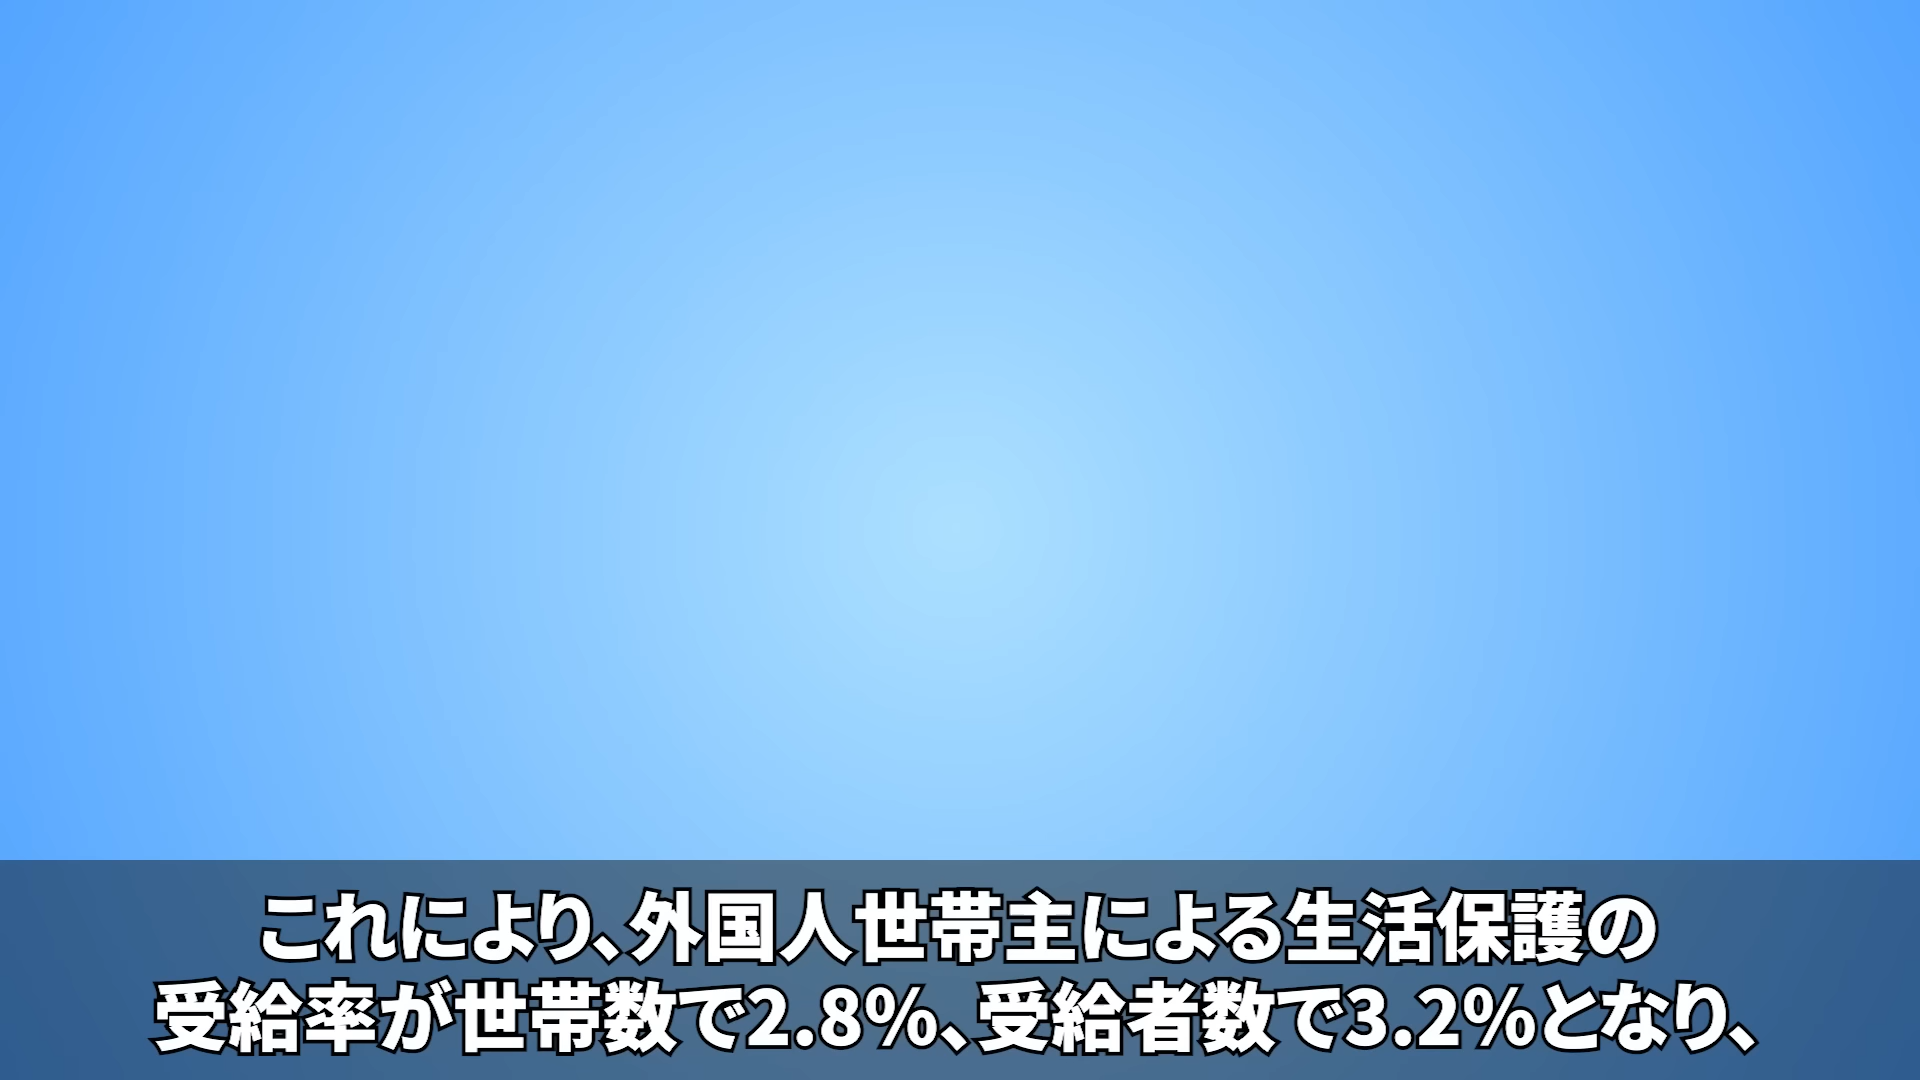 これにより、外国人世帯主による生活保護の
受給率が世帯数で2.8%、受給者数で3.2%となり、